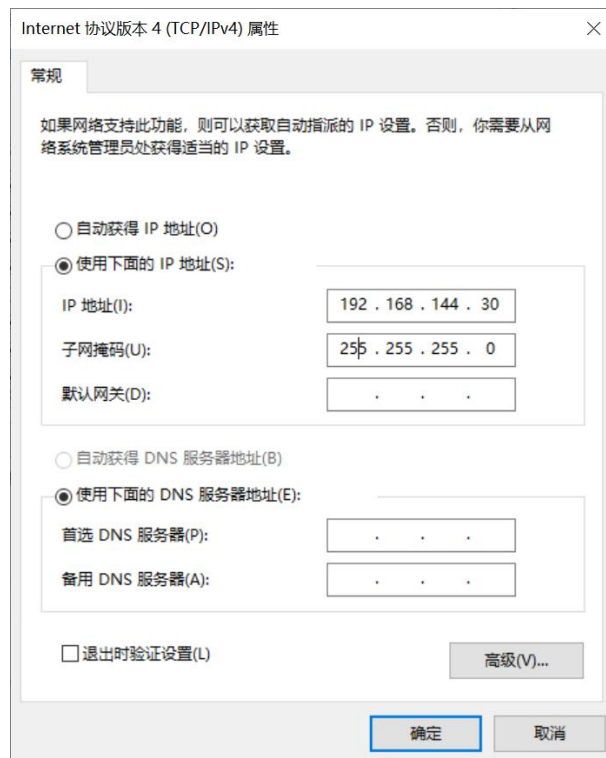 Internet 协议版本 4 (TCP/IPv4) 属性
常规
如果网络支持此功能，则可以获取自动指派的 IP 设置。否则，你需要从网
络系统管理员处获得适当的 IP 设置。
自动获得 IP 地址(O)
使用下面的 IP 地址(S):
IP 地址(I): 192 . 168 . 144 . 30
子网掩码(U): 255 . 255 . 255 . 0
默认网关(D): . . .
自动获得 DNS 服务器地址(B)
使用下面的 DNS 服务器地址(E):
首选 DNS 服务器(P): . . .
备用 DNS 服务器(A): . . .
退出时验证设置(L)
高级(V)...
确定 取消